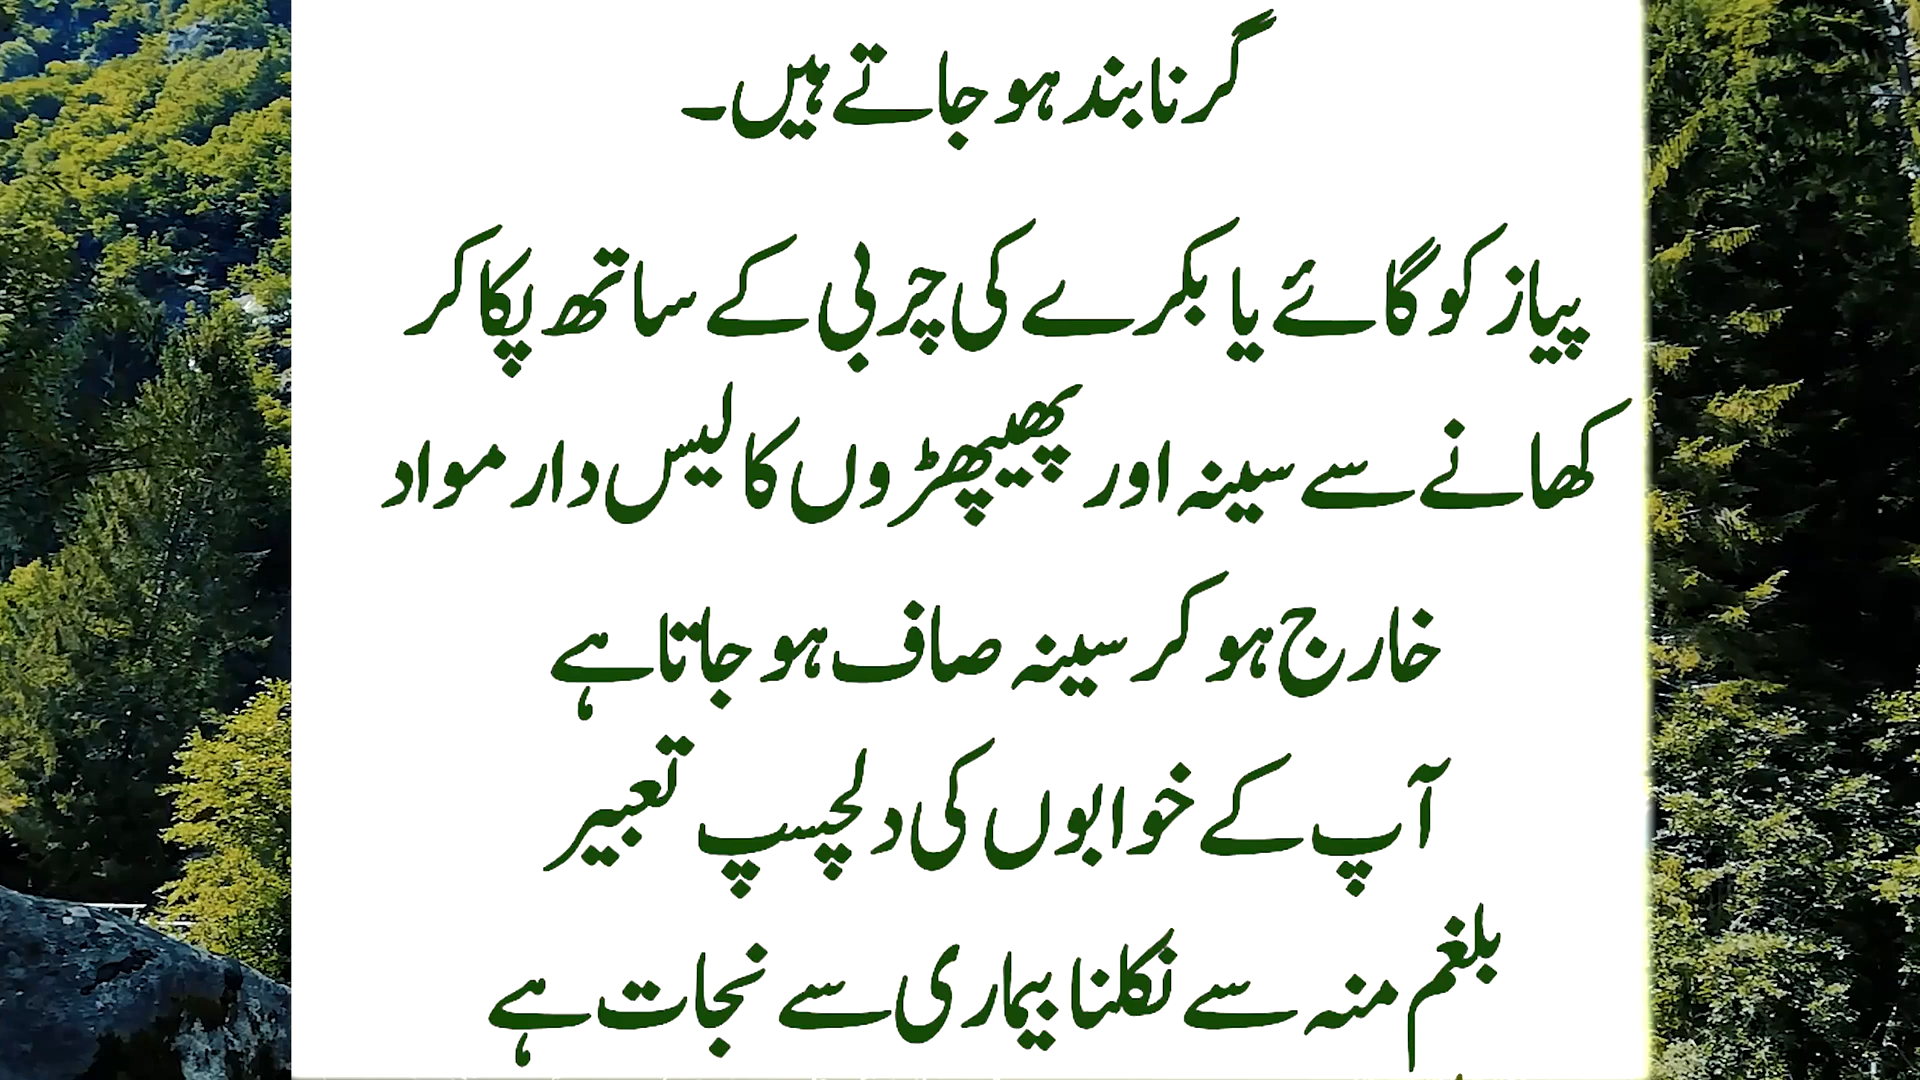 گرنا بند ہو جاتے ہیں۔
پیاز کو گائے یا بکرے کی چربی کے ساتھ پکا کر
کھانے سے سینہ اور پھیپھڑوں کا لیس دار مواد
خارج ہو کر سینہ صاف ہو جاتا ہے
آپ کے خوابوں کی دلچسپ تعبیر
بلغم منہ سے نکلنا بیماری سے نجات ہے